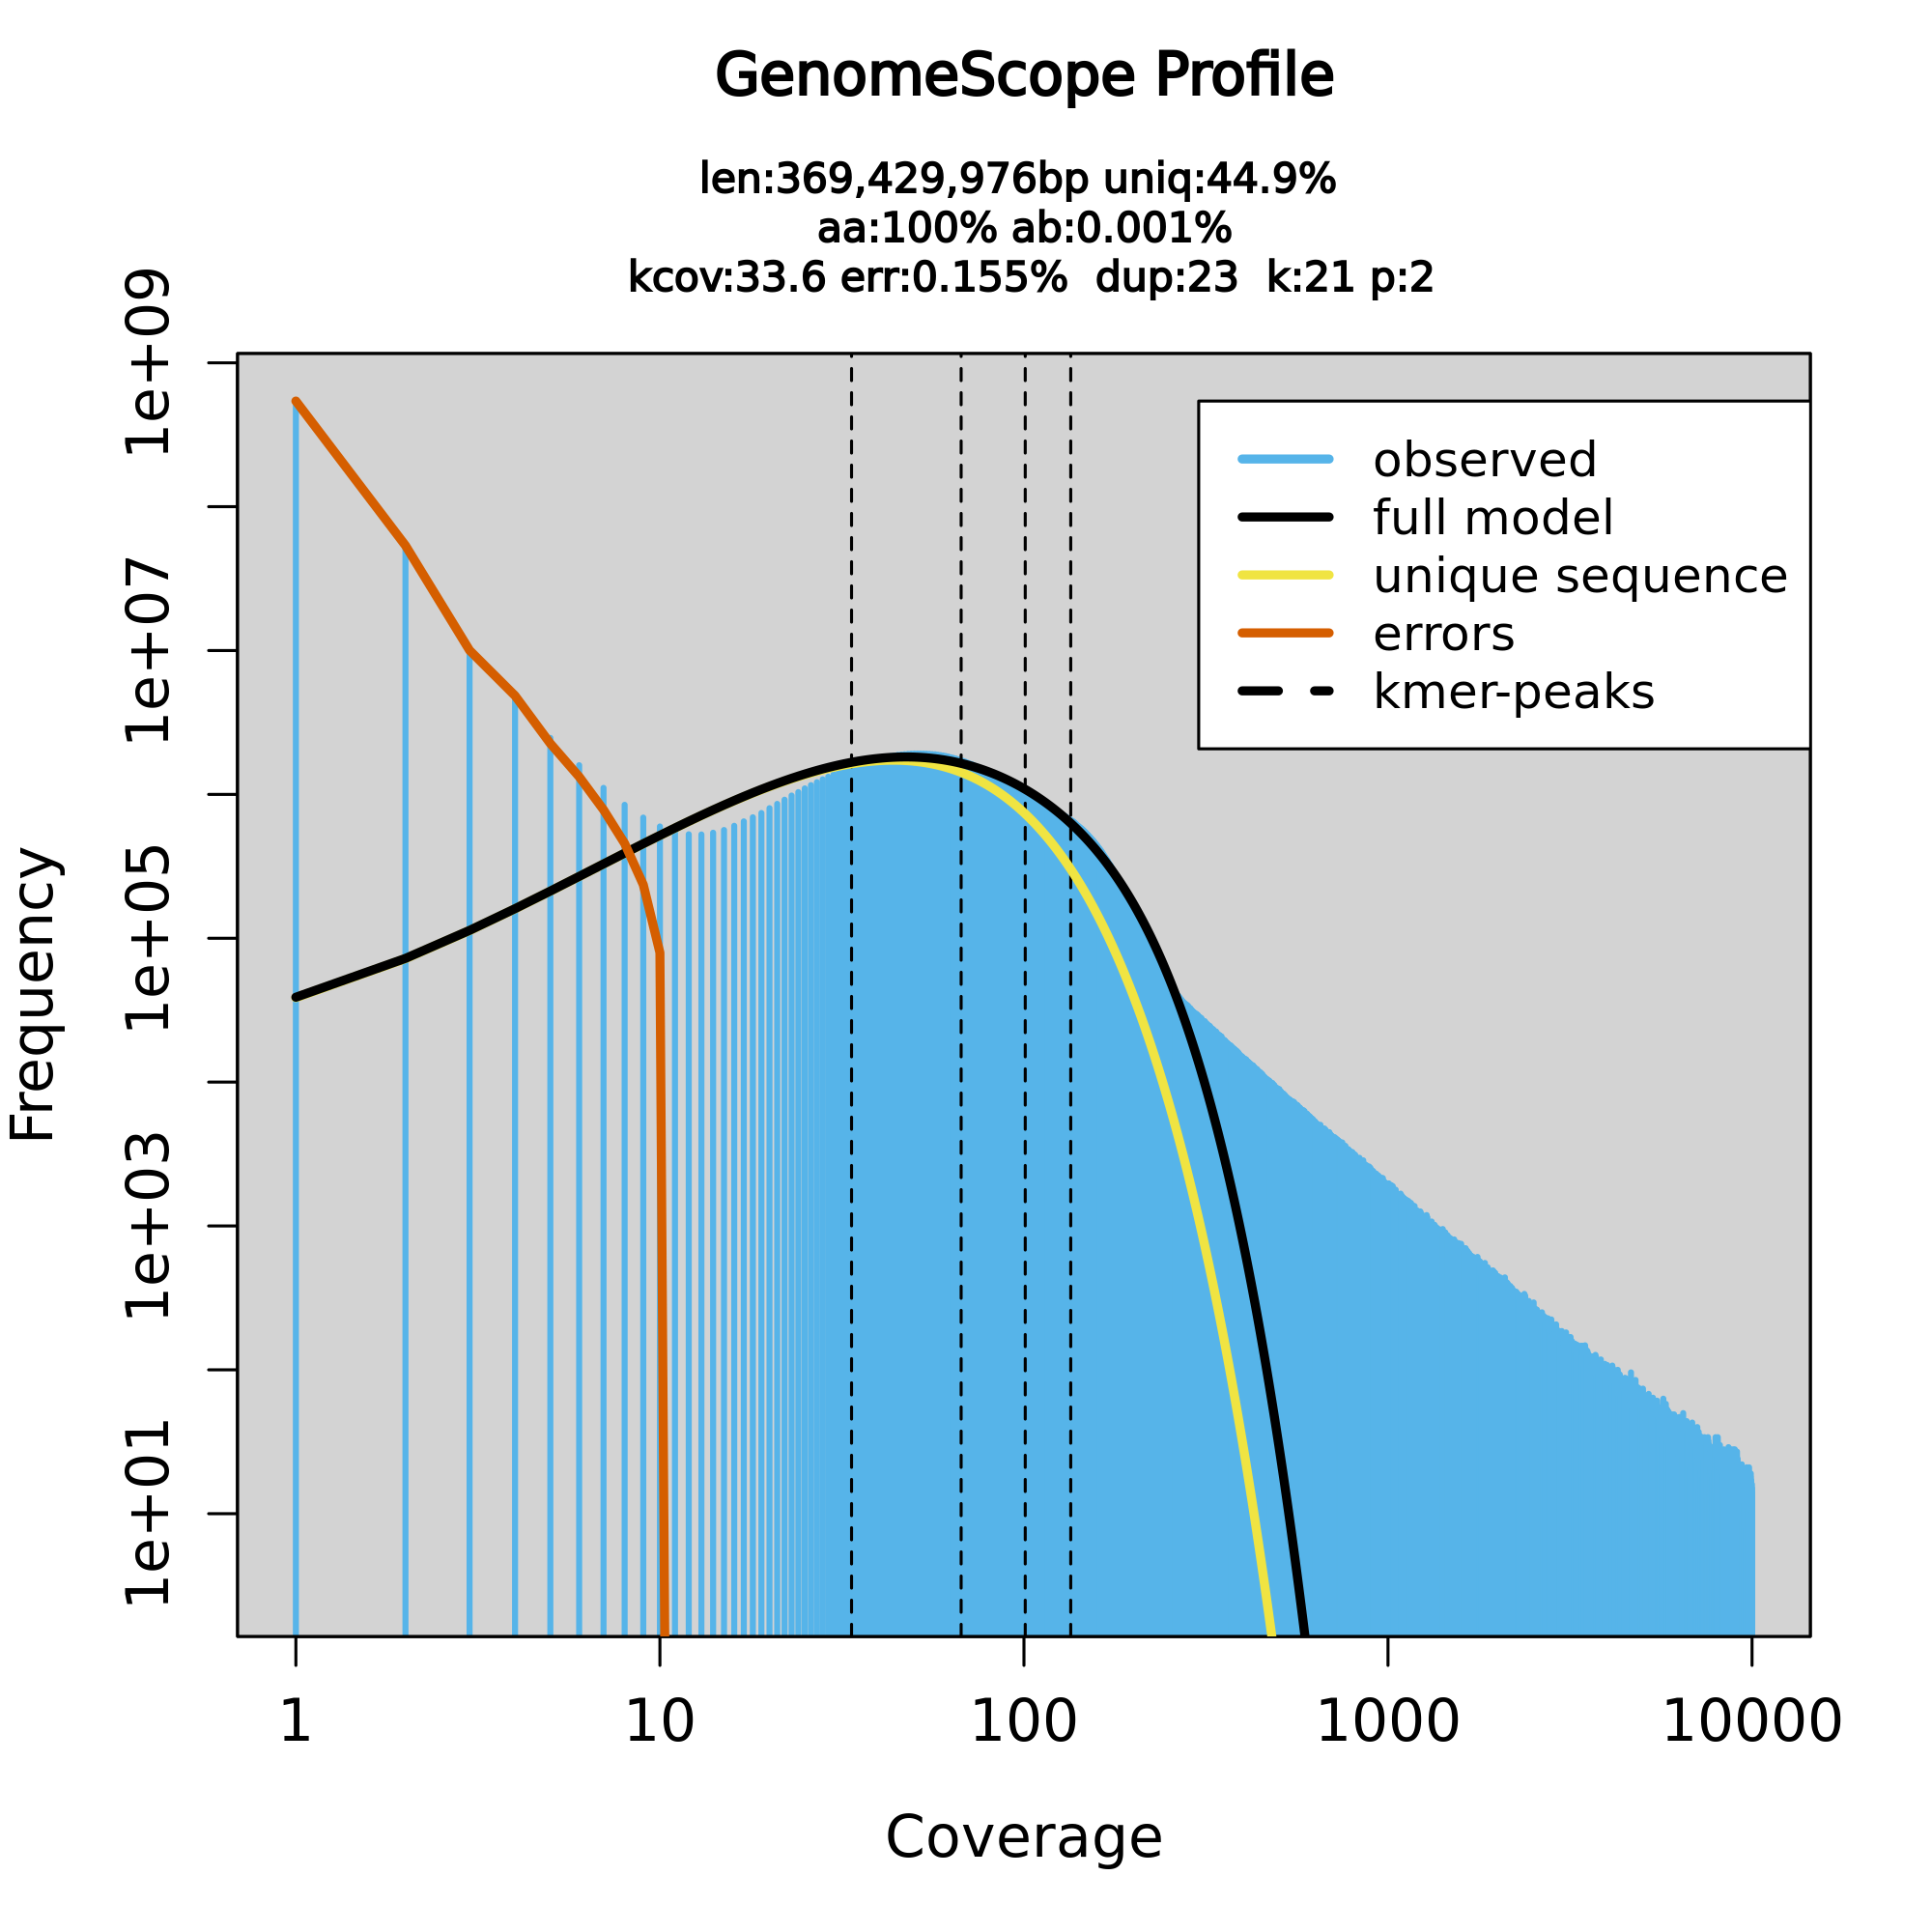 GenomeScope Profile
len:369,429,976bp uniq:44.9%
aa:100% ab:0.001%
kcov:33.6 err:0.155%  dup:23  k:21 p:2
1e+09
1e+07
1e+05
1e+03
1e+01
Frequency
observed
full model
unique sequence
errors
kmer-peaks
1
10
100
1000
10000
Coverage